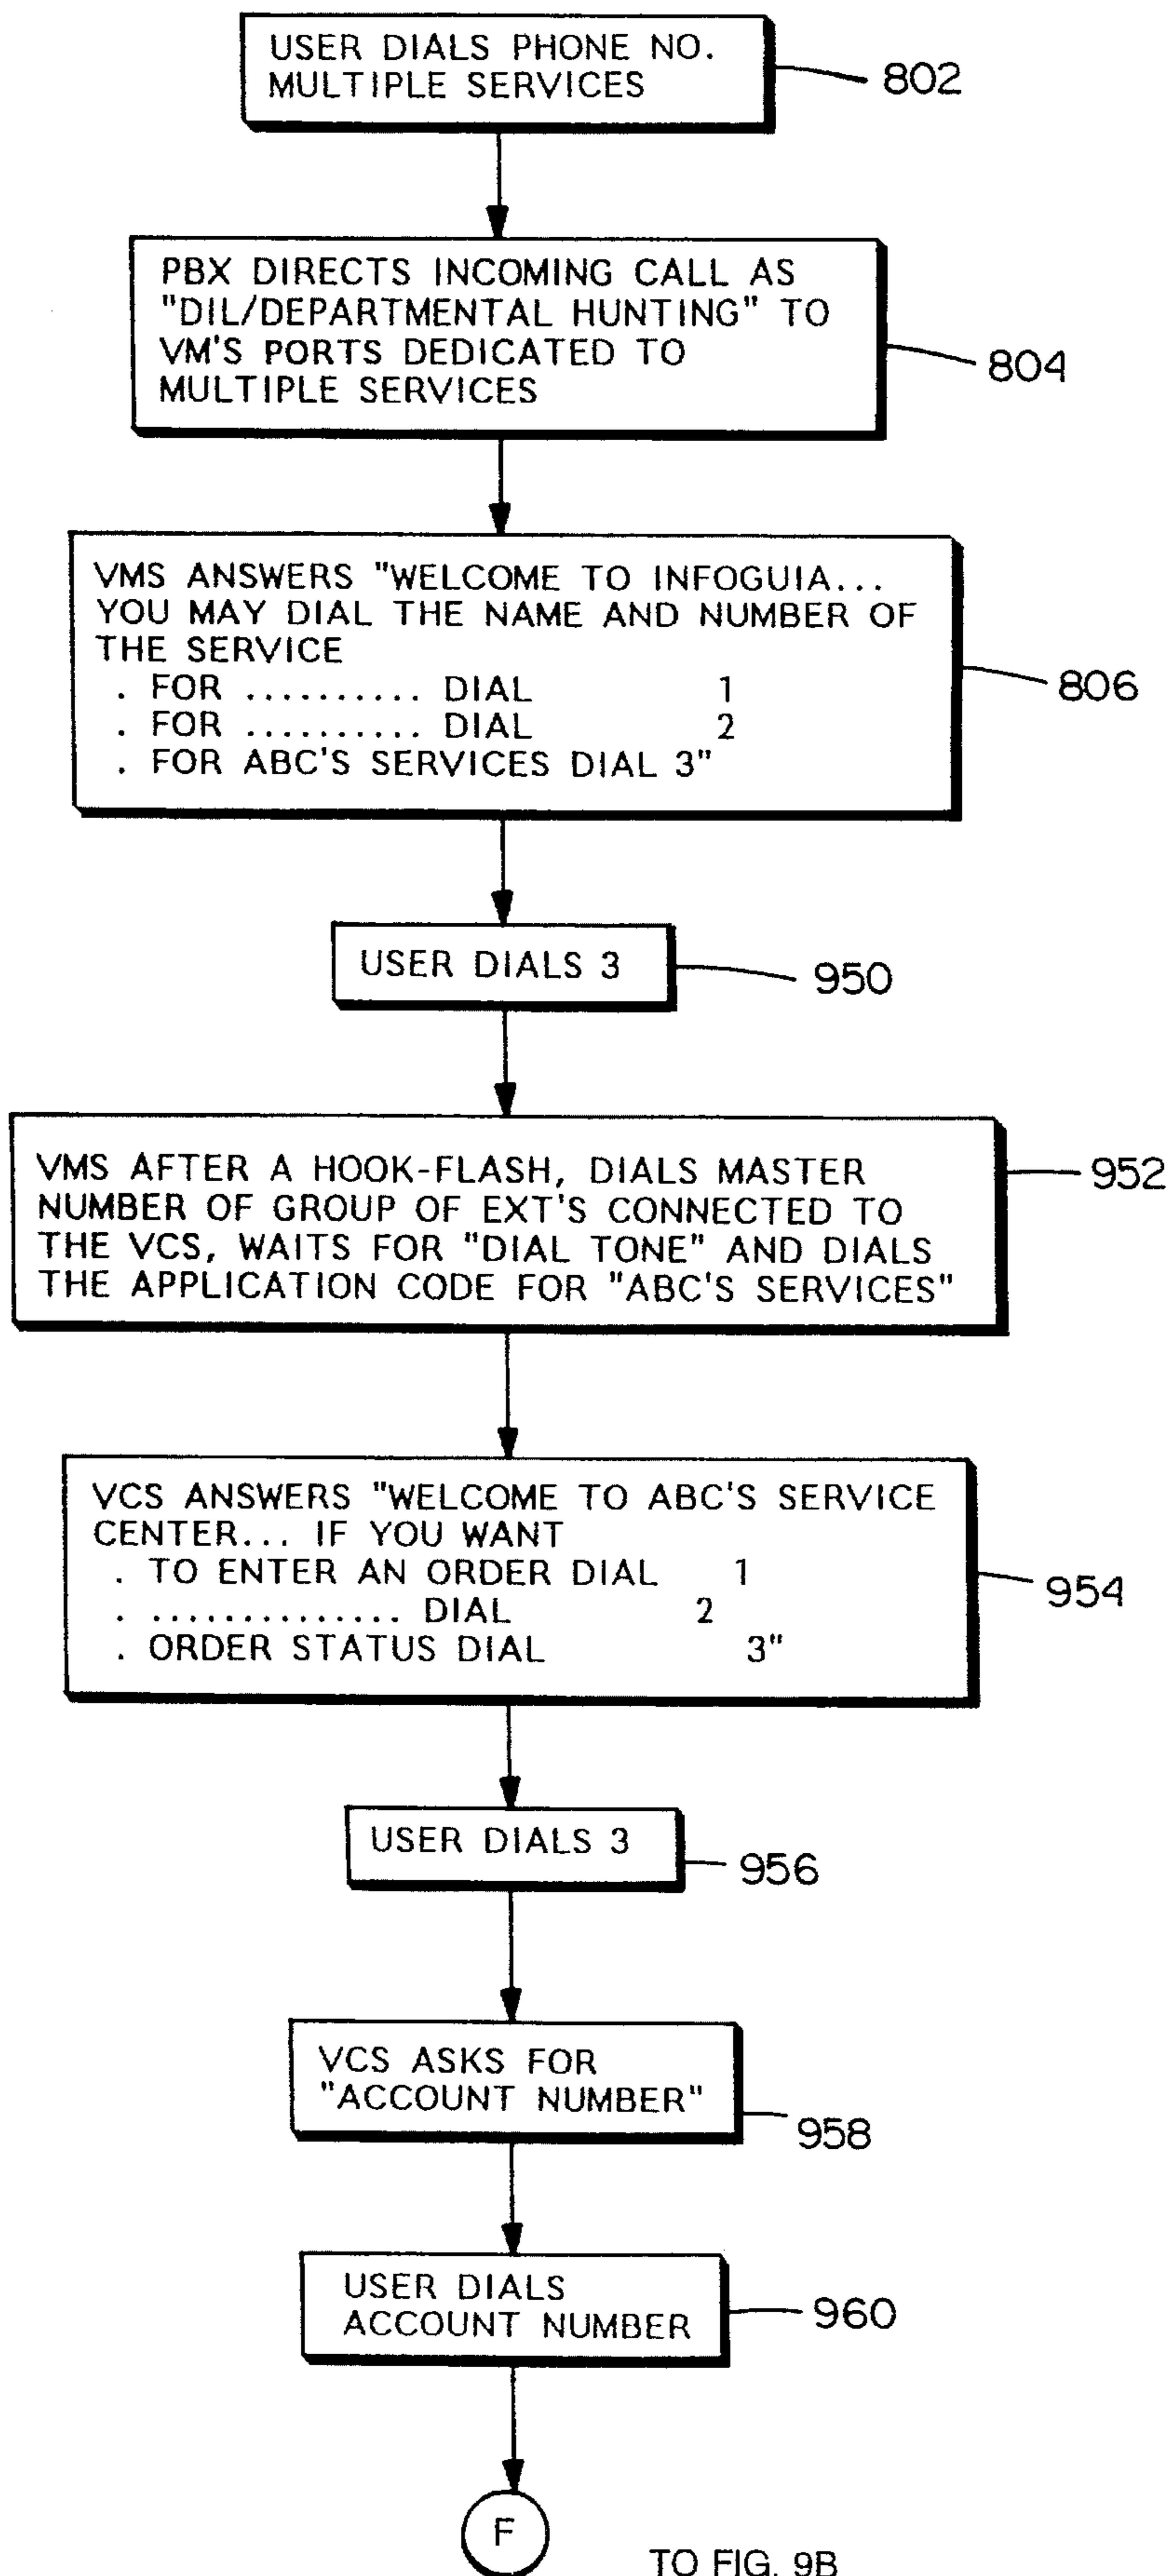 USER DIALS PHONE NO.
MULTIPLE SERVICES
802
PBX DIRECTS INCOMING CALL AS
"DIL/DEPARTMENTAL HUNTING" TO
VM'S PORTS DEDICATED TO
MULTIPLE SERVICES
804
VMS ANSWERS "WELCOME TO INFOGUIA...
YOU MAY DIAL THE NAME AND NUMBER OF
THE SERVICE
. FOR .......... DIAL 1
. FOR .......... DIAL 2
. FOR ABC'S SERVICES DIAL 3"
806
USER DIALS 3
950
VMS AFTER A HOOK-FLASH, DIALS MASTER
NUMBER OF GROUP OF EXT'S CONNECTED TO
THE VCS, WAITS FOR "DIAL TONE" AND DIALS
THE APPLICATION CODE FOR "ABC'S SERVICES"
952
VCS ANSWERS "WELCOME TO ABC'S SERVICE
CENTER... IF YOU WANT
. TO ENTER AN ORDER DIAL 1
. .............. DIAL 2
. ORDER STATUS DIAL 3"
954
USER DIALS 3
956
VCS ASKS FOR
"ACCOUNT NUMBER"
958
USER DIALS
ACCOUNT NUMBER
960
F
TO FIG. 9B